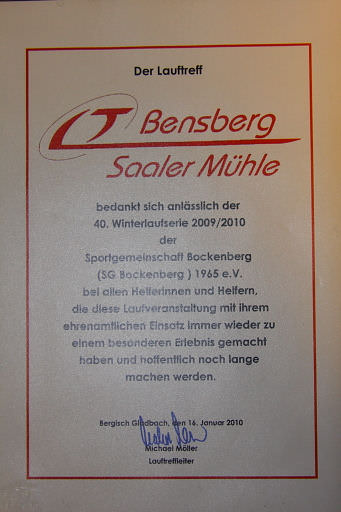 Der Lauftreff
LT Bensberg
Saaler Mühle
bedankt sich anlässlich der
40. Winterlaufserie 2009/2010
der
Sportgemeinschaft Bockenberg
(SG Bockenberg ) 1965 e.V.
bei allen Helferinnen und Helfern,
die diese Laufveranstaltung mit ihrem
ehrenamtlichen Einsatz immer wieder zu
einem besonderen Erlebnis gemacht
haben und hoffentlich noch lange
machen werden.
Bergisch Gladbach, den 16. Januar 2010
Michael Möller
Lauftreffleiter